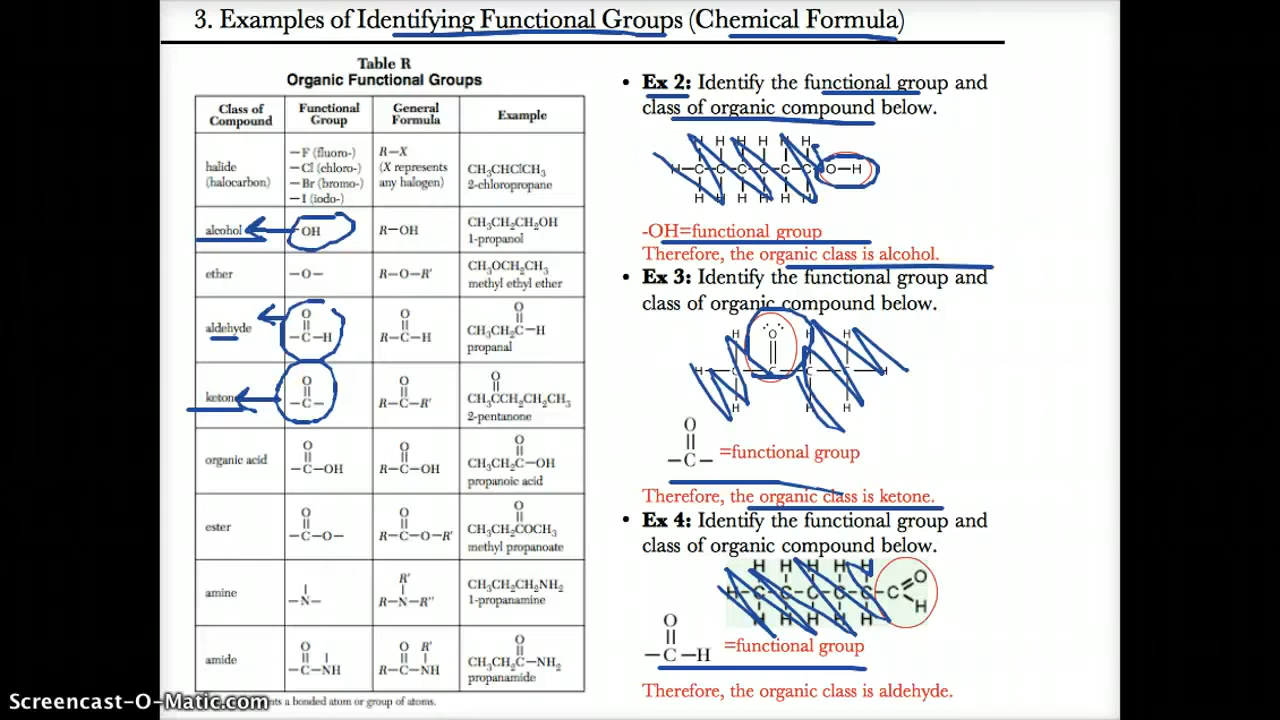 3. Examples of Identifying Functional Groups (Chemical Formula)
Table R
Organic Functional Groups
Class of Compound
Functional Group
General Formula
Example
halide (halocarbon)
—F (fluoro-)
—Cl (chloro-)
—Br (bromo-)
—I (iodo-)
R—X
(X represents
any halogen)
CH₃CHClCH₃
2-chloropropane
alcohol
—OH
R—OH
CH₃CH₂CH₂OH
1-propanol
ether
—O—
R—O—R′
CH₃OCH₂CH₃
methyl ethyl ether
aldehyde
O
||
—C—H
O
||
R—C—H
O
||
CH₃CH₂C—H
propanal
ketone
O
||
—C—
O
||
R—C—R′
O
||
CH₃CCH₂CH₂CH₃
2-pentanone
organic acid
O
||
—C—OH
O
||
R—C—OH
O
||
CH₃CH₂C—OH
propanoic acid
ester
O
||
—C—O—
O
||
R—C—O—R′
O
||
CH₃CH₂COCH₃
methyl propanoate
amine
|
—N—
R′
|
R—N—R″
CH₃CH₂CH₂NH₂
1-propanamine
amide
O
|| |
—C—NH
O R′
|| |
R—C—NH
O
||
CH₃CH₂C—NH₂
propanamide
ts a bonded atom or group of atoms.
• Ex 2: Identify the functional group and
class of organic compound below.
H H H H H H
H—C—C—C—C—C—C—O—H
H H H H H H
-OH=functional group
Therefore, the organic class is alcohol.
• Ex 3: Identify the functional group and
class of organic compound below.
H O H H
H—C—C—C—C—H
H H H
O
||
—C— =functional group
Therefore, the organic class is ketone.
• Ex 4: Identify the functional group and
class of organic compound below.
H H H H H O
H—C—C—C—C—C—C
H H H H H H
O
||
—C—H =functional group
Therefore, the organic class is aldehyde.
Screencast-O-Matic.com